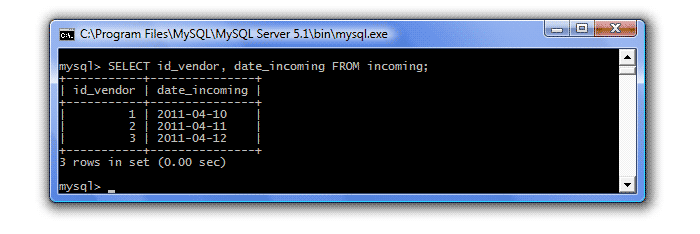 C:\Program Files\MySQL\MySQL Server 5.1\bin\mysql.exe
mysql> SELECT id_vendor, date_incoming FROM incoming;
+-----------+---------------+
| id_vendor | date_incoming |
+-----------+---------------+
|         1 | 2011-04-10    |
|         2 | 2011-04-11    |
|         3 | 2011-04-12    |
+-----------+---------------+
3 rows in set (0.00 sec)
mysql> _